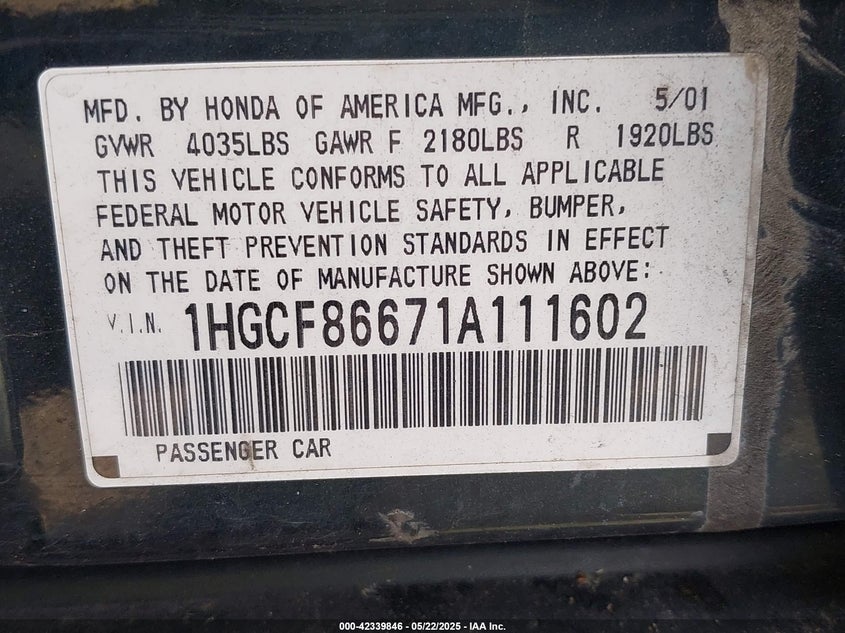 MFD. BY HONDA OF AMERICA MFG., INC. 5/01
GVWR 4035LBS GAWR F 2180LBS R 1920LBS
THIS VEHICLE CONFORMS TO ALL APPLICABLE
FEDERAL MOTOR VEHICLE SAFETY, BUMPER,
AND THEFT PREVENTION STANDARDS IN EFFECT
ON THE DATE OF MANUFACTURE SHOWN ABOVE:
V.I.N. 1HGCF86671A111602
PASSENGER CAR
000-42339846 - 05/22/2025 - IAA Inc.